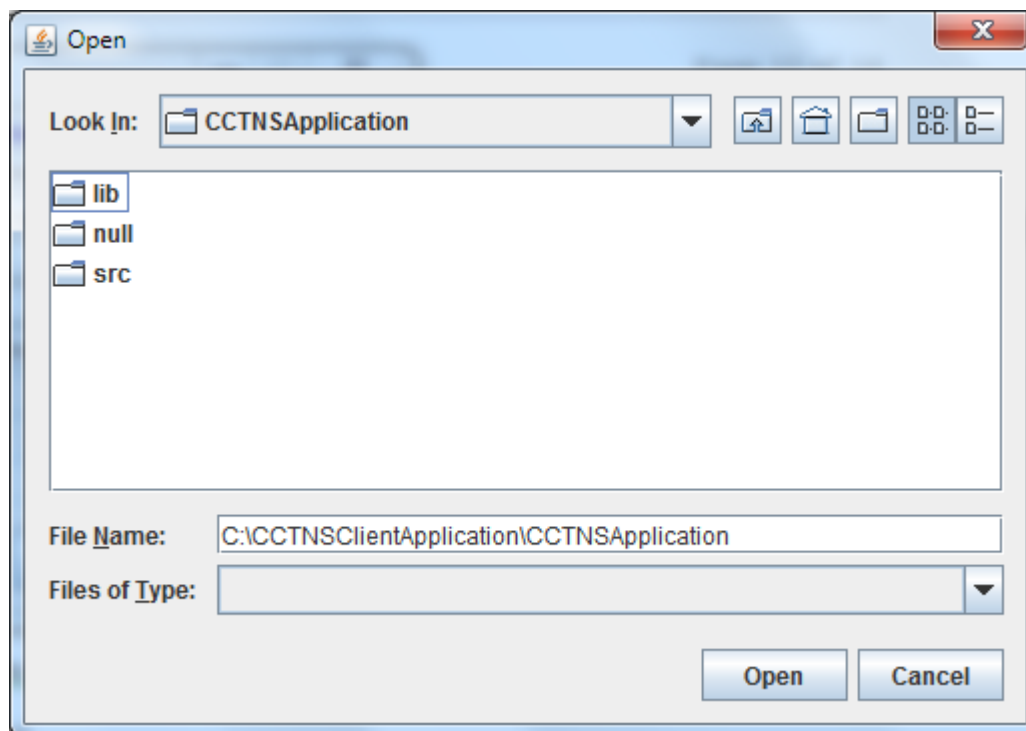 Open
Look In: CCTNSApplication
lib
null
src
File Name: C:\CCTNSClientApplication\CCTNSApplication
Files of Type:
Open Cancel